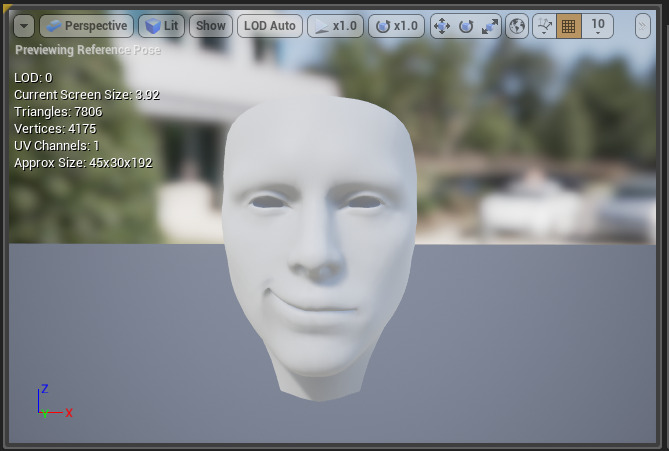 Perspective Lit Show LOD Auto x1.0 x1.0 10
Previewing Reference Pose
LOD: 0
Current Screen Size: 3.92
Triangles: 7806
Vertices: 4175
UV Channels: 1
Approx Size: 45x30x192
Z
Y X